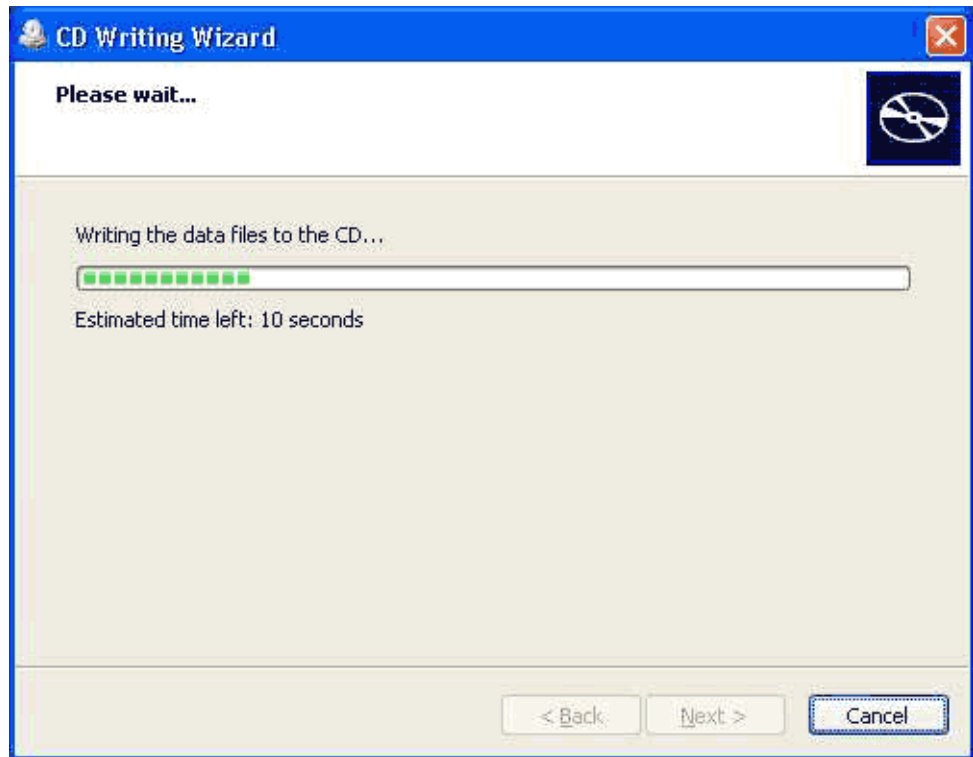 CD Writing Wizard
Please wait...
Writing the data files to the CD...
Estimated time left: 10 seconds
< Back Next > Cancel